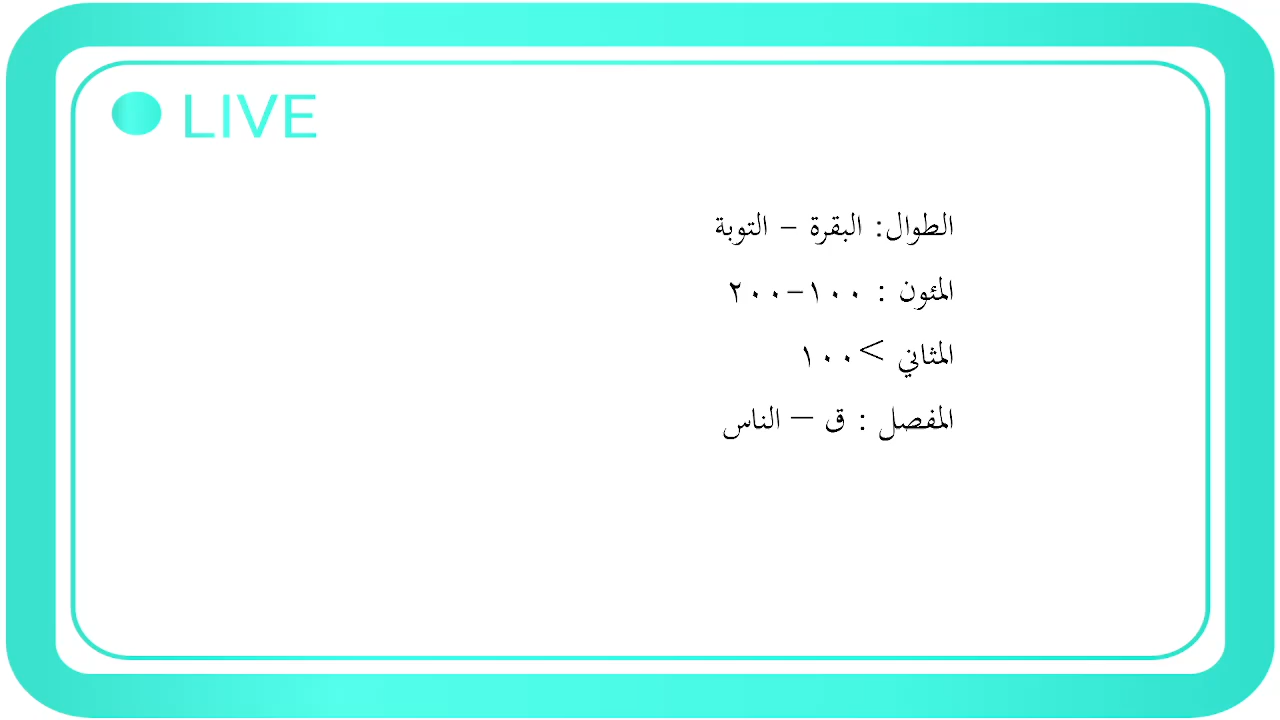 LIVE
الطوال: البقرة – التوبة
المئون : ١٠٠–٢٠٠
المثاني >١٠٠
المفصل : ق – الناس